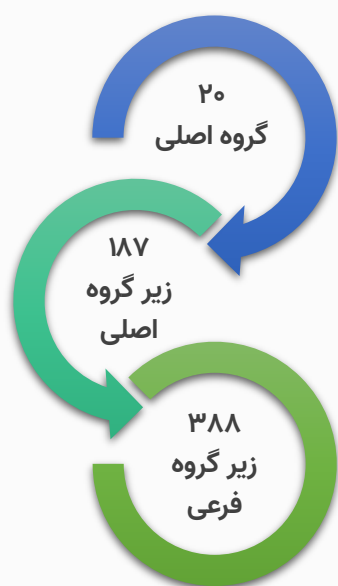 ۲۰
گروه اصلی
۱۸۷
زیر گروه
اصلی
۳۸۸
زیر گروه
فرعی